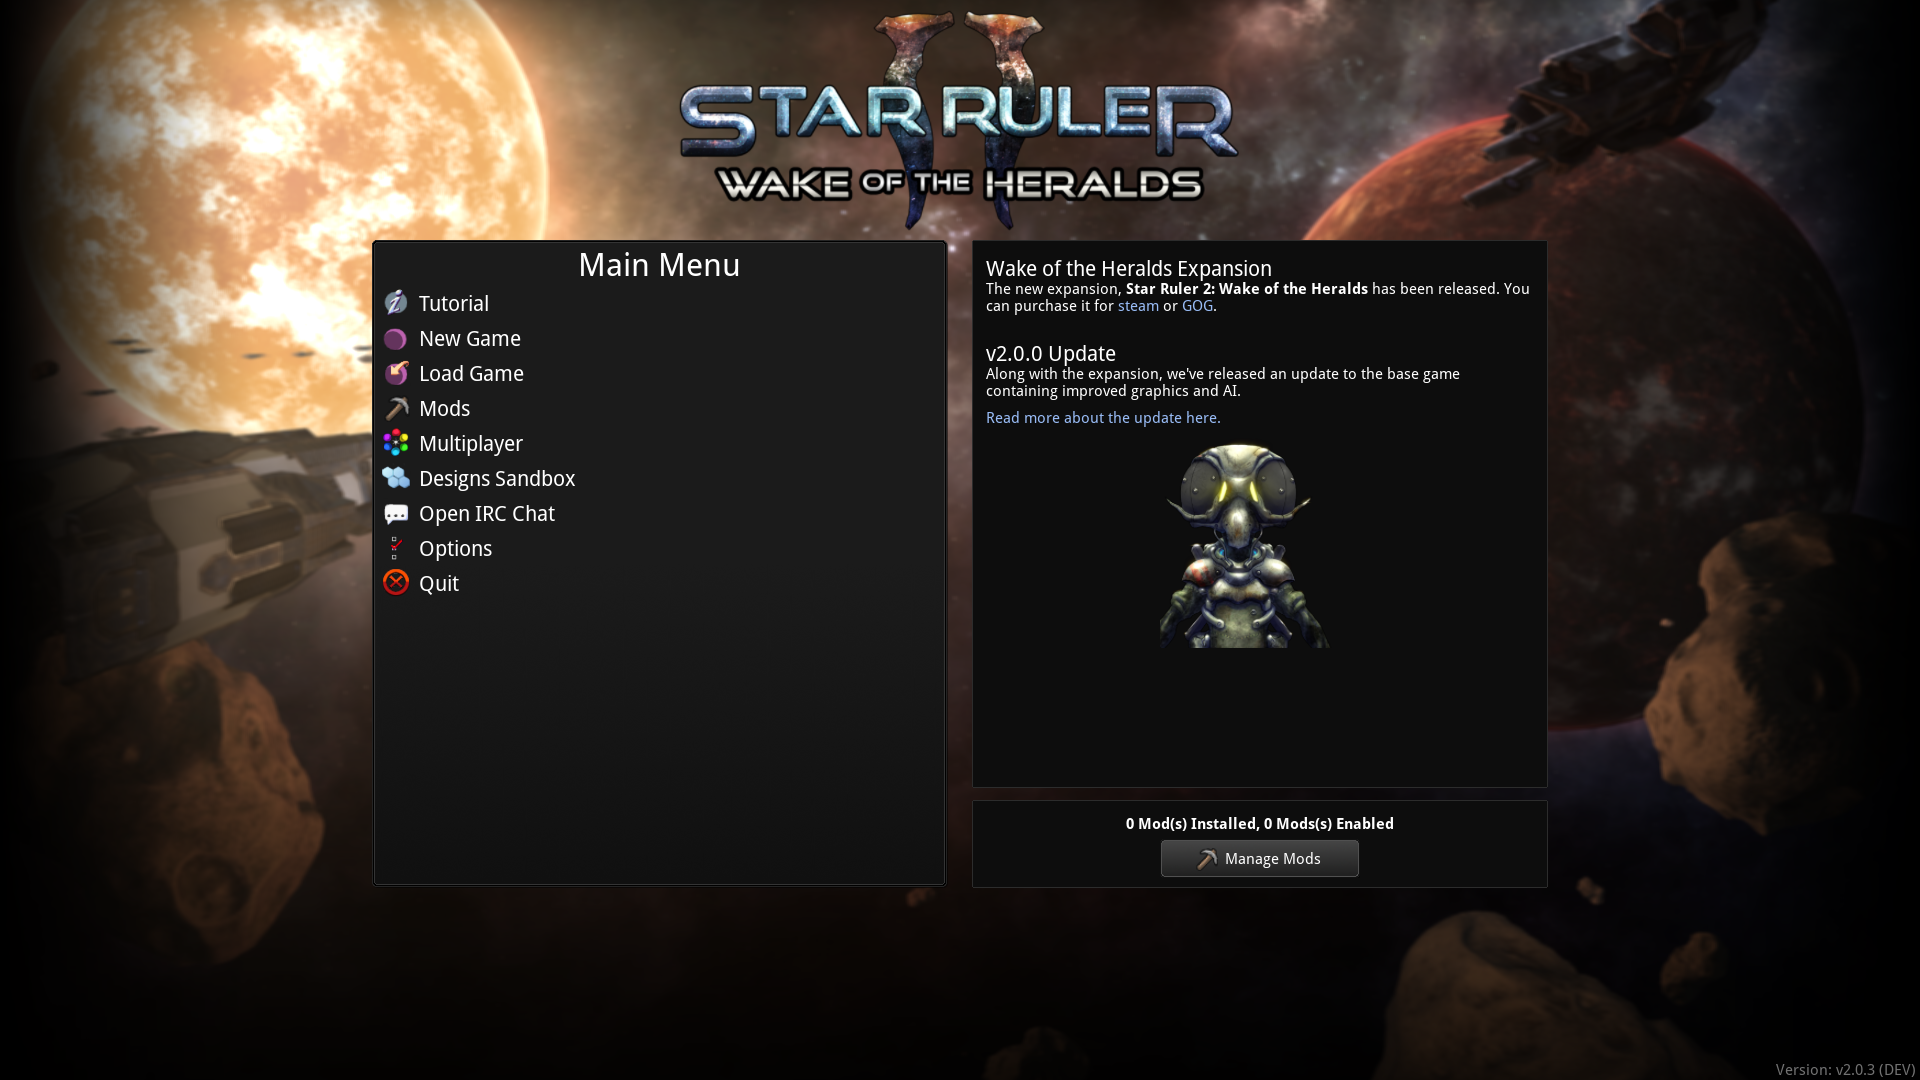 STAR RULER
II
WAKE OF THE HERALDS
Main Menu
Tutorial
New Game
Load Game
Mods
Multiplayer
Designs Sandbox
Open IRC Chat
Options
Quit
Wake of the Heralds Expansion
The new expansion, Star Ruler 2: Wake of the Heralds has been released. You
can purchase it for steam or GOG.
v2.0.0 Update
Along with the expansion, we've released an update to the base game
containing improved graphics and AI.
Read more about the update here.
0 Mod(s) Installed, 0 Mods(s) Enabled
Manage Mods
Version: v2.0.3 (DEV)